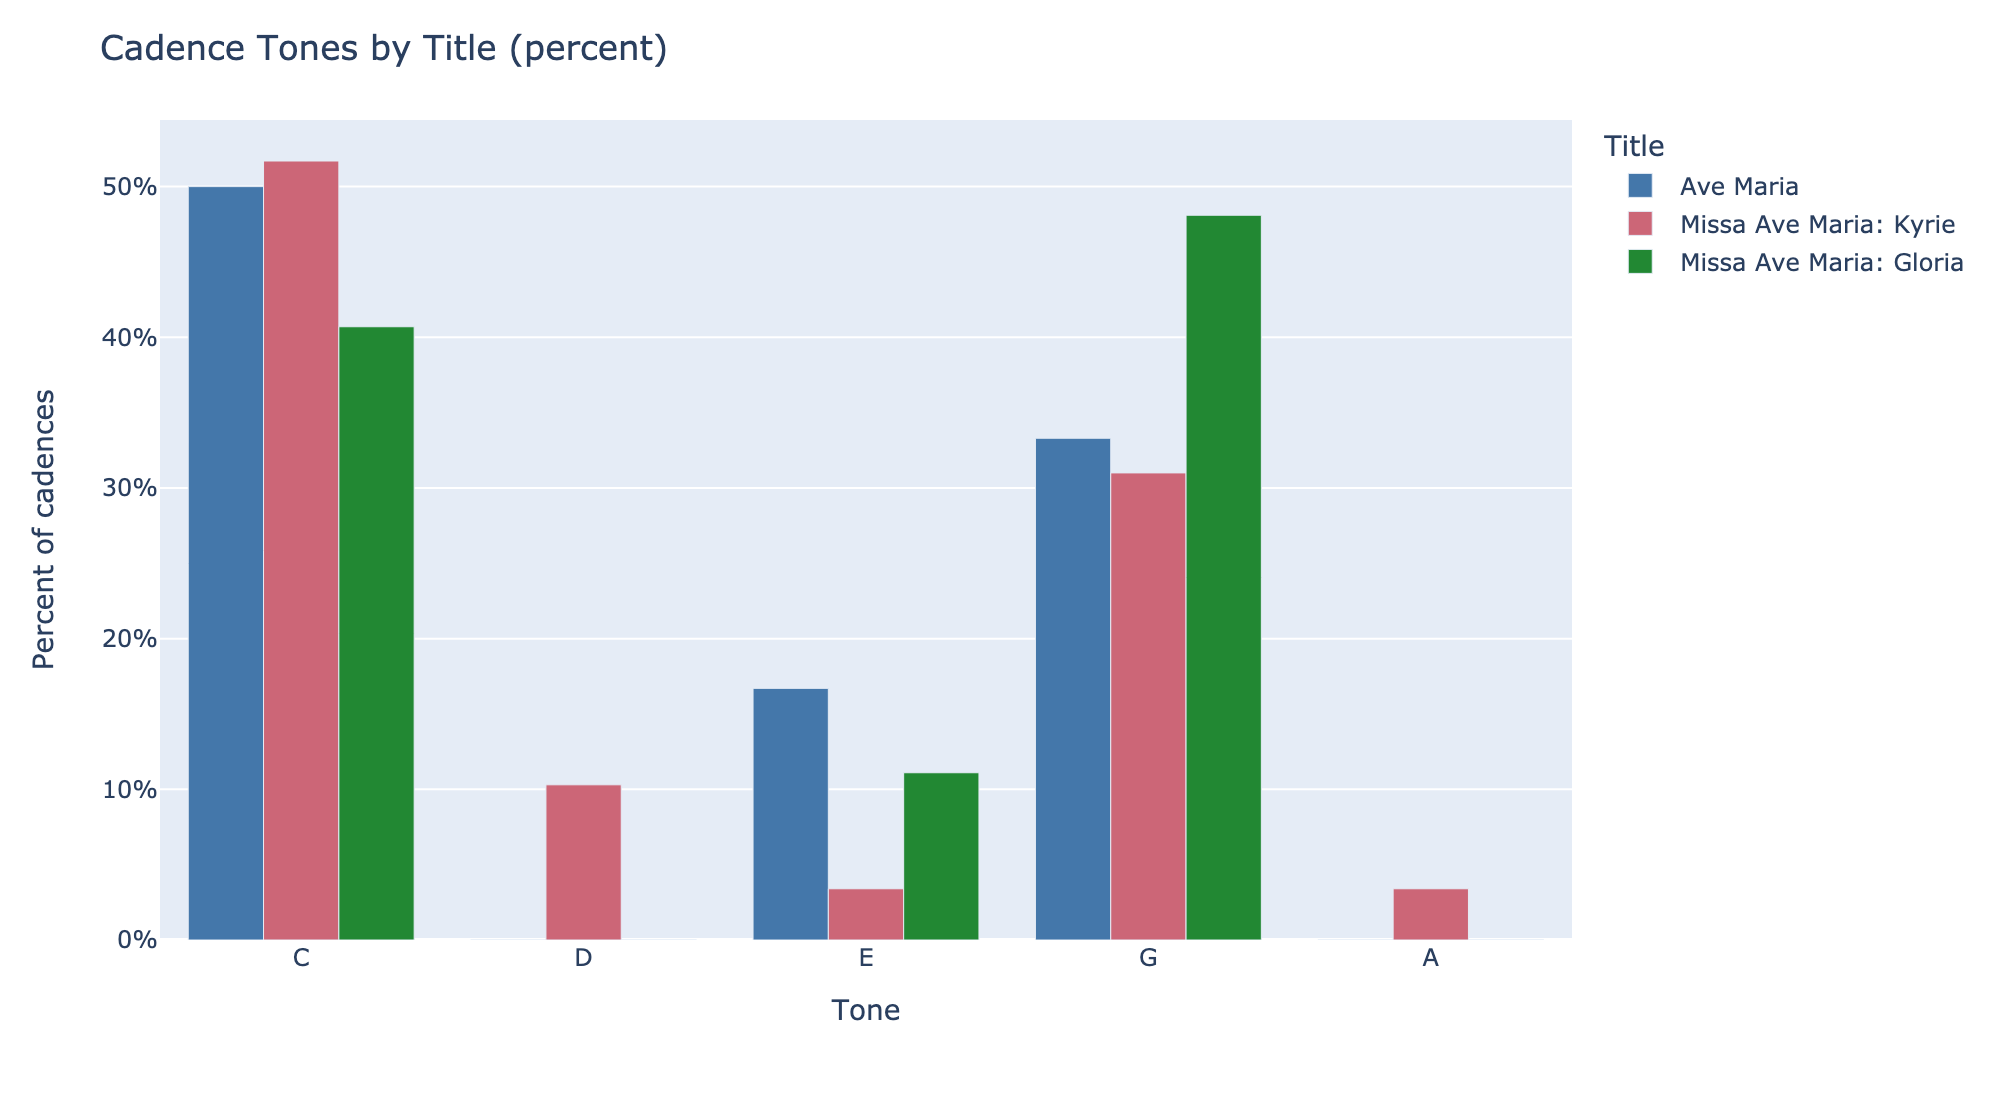 Cadence Tones by Title (percent)
Title
Ave Maria
Missa Ave Maria: Kyrie
Missa Ave Maria: Gloria
Percent of cadences
50%
40%
30%
20%
10%
0%
C D E G A
Tone